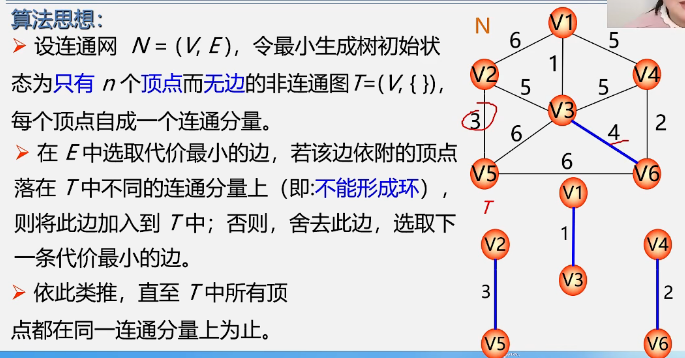 算法思想：
➢ 设连通网 N = (V, E )，令最小生成树初始状
态为只有 n 个顶点而无边的非连通图T=(V, { })，
每个顶点自成一个连通分量。
➢ 在 E 中选取代价最小的边，若该边依附的顶点
落在 T 中不同的连通分量上（即:不能形成环），
则将此边加入到 T 中；否则，舍去此边，选取下
一条代价最小的边。
➢ 依此类推，直至 T 中所有顶
点都在同一连通分量上为止。
N
V1
6
5
1
V2
V4
5
5
V3
3
6
4
2
V5
6
V6
T
V1
V2
1
V4
V3
3
2
V5
V6